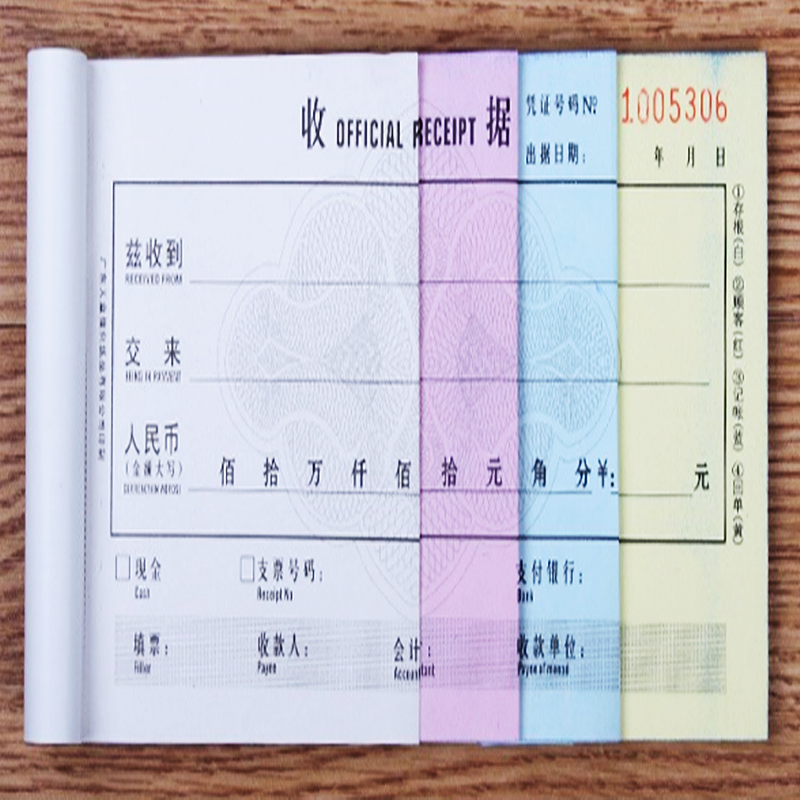 收 OFFICIAL RECEIPT 据
凭证号码№ 1005306
出据日期: 年 月 日
兹收到
RECEIVED FROM
交 来
人民币
(金额大写)
佰 拾 万 仟 佰 拾 元 角 分 ¥: 元
现金 支票号码: 支付银行:
Cash Receipt No Bank
填票: 收款人: 会计: 收款单位:
Filler Payee Accountant
①存根(白) ②顾客(红) ③记帐(蓝) ④回单(黄)